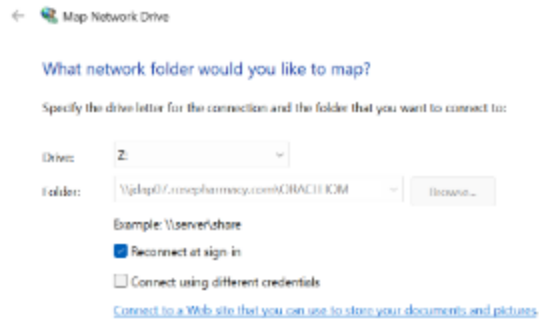 Map Network Drive
What network folder would you like to map?
Specify the drive letter for the connection and the folder that you want to connect to:
Drive: Z:
Folder: Browse...
Example: \\server\share
Reconnect at sign in
Connect using different credentials
Connect to a Web site that you can use to store your documents and pictures.